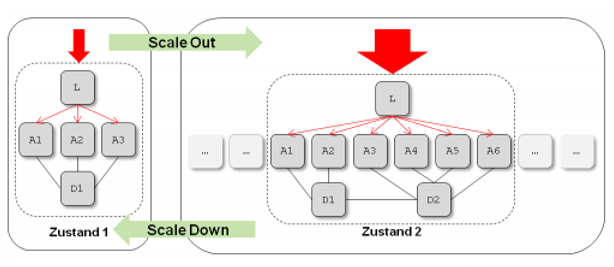 Scale Out
L
A1 A2 A3
D1
Zustand 1
L
... ... A1 A2 A3 A4 A5 A6 ... ...
D1 D2
Zustand 2
Scale Down